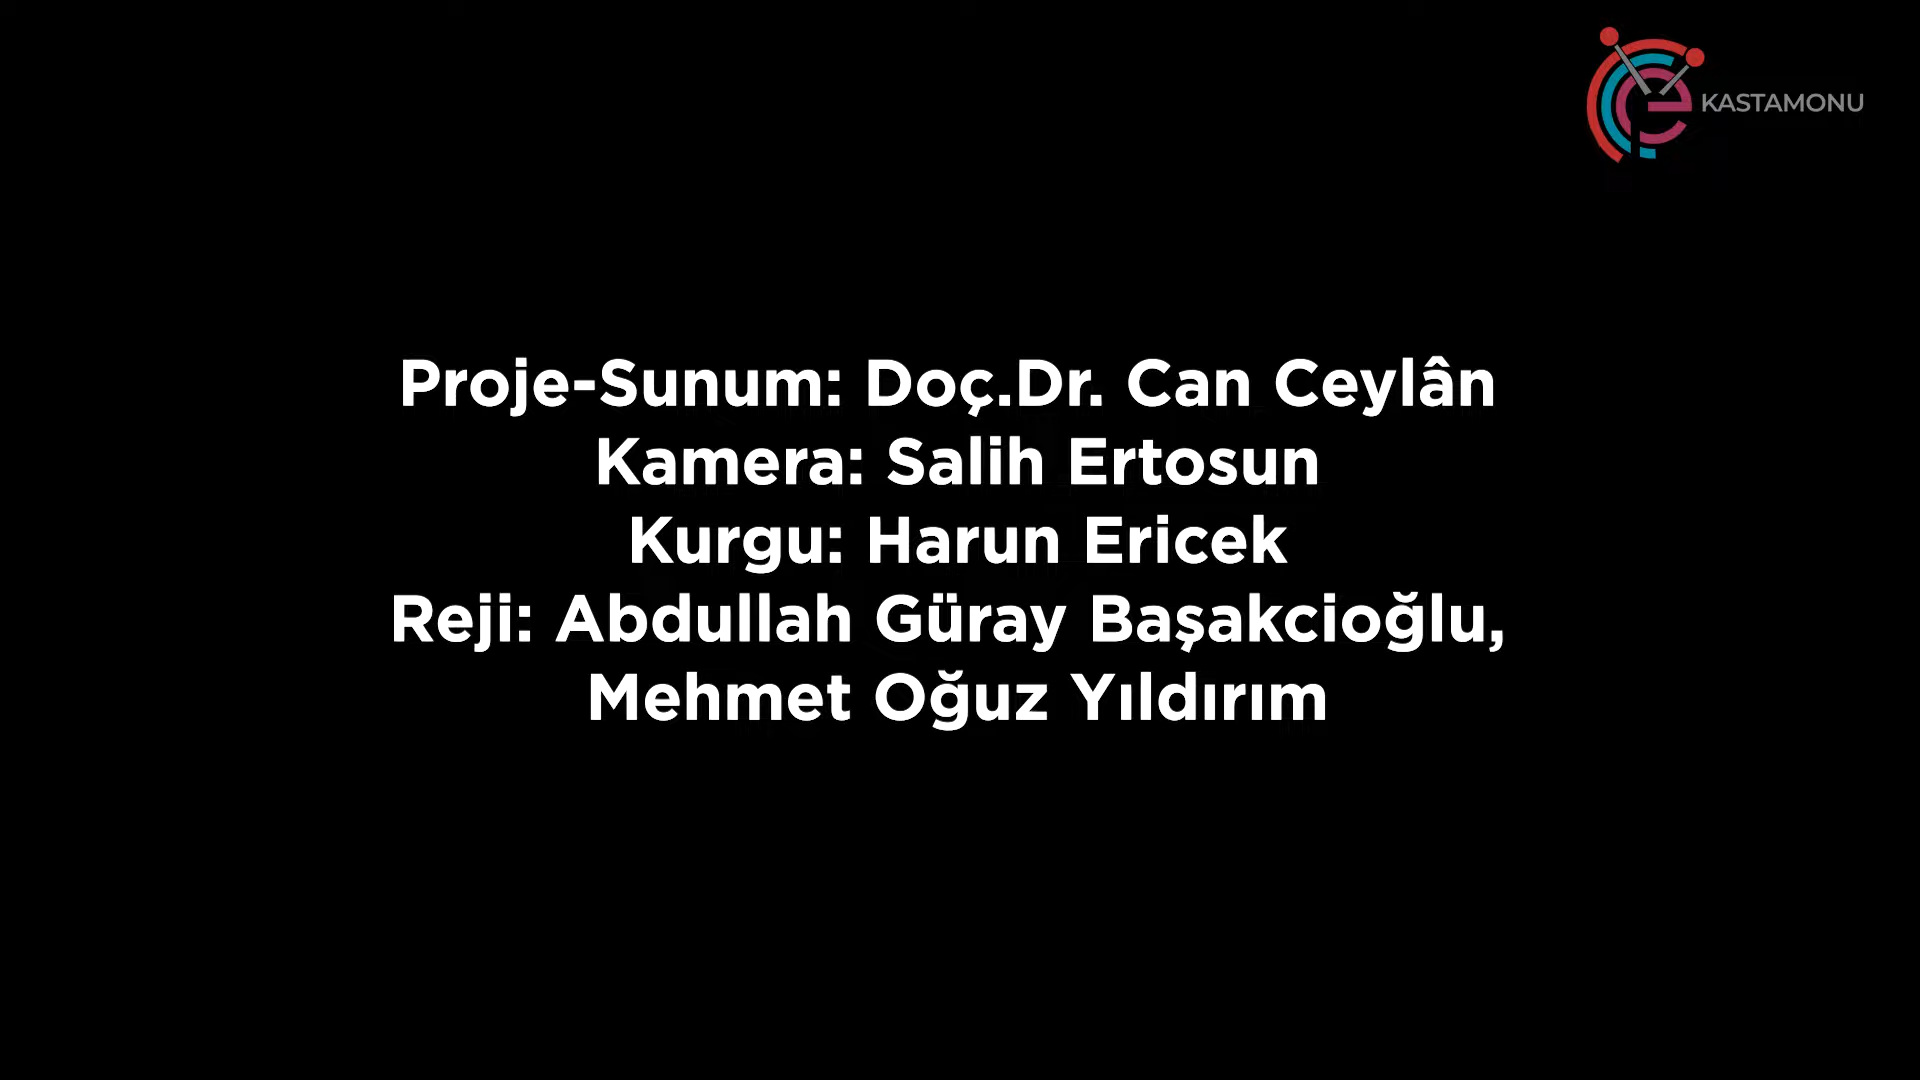 KASTAMONU
Proje-Sunum: Doç.Dr. Can Ceylân
Kamera: Salih Ertosun
Kurgu: Harun Ericek
Reji: Abdullah Güray Başakcioğlu,
Mehmet Oğuz Yıldırım